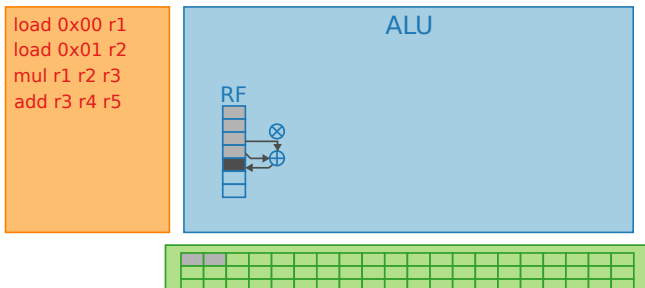 load 0x00 r1
load 0x01 r2
mul r1 r2 r3
add r3 r4 r5
ALU
RF